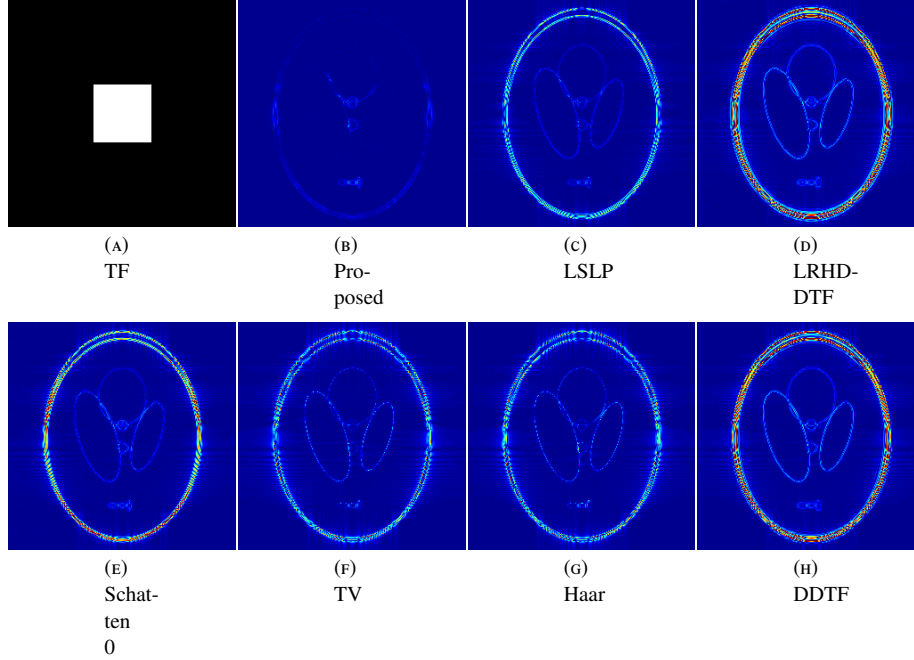 (A)
TF
(B)
Pro-
posed
(C)
LSLP
(D)
LRHD-
DTF
(E)
Schat-
ten
0
(F)
TV
(G)
Haar
(H)
DDTF